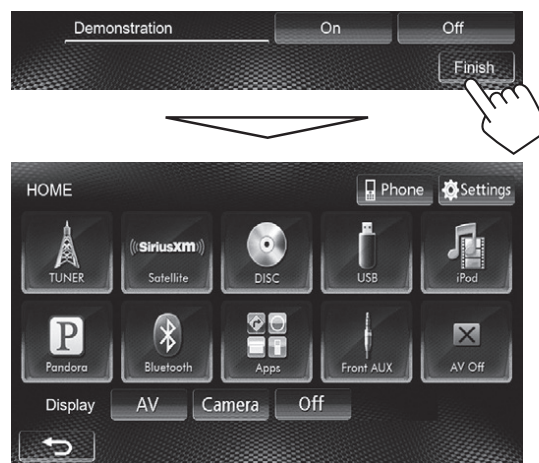 Demonstration On Off
Finish
HOME Phone Settings
TUNER SiriusXM Satellite DISC USB iPod
P Pandora Bluetooth Apps Front AUX AV Off
Display AV Camera Off